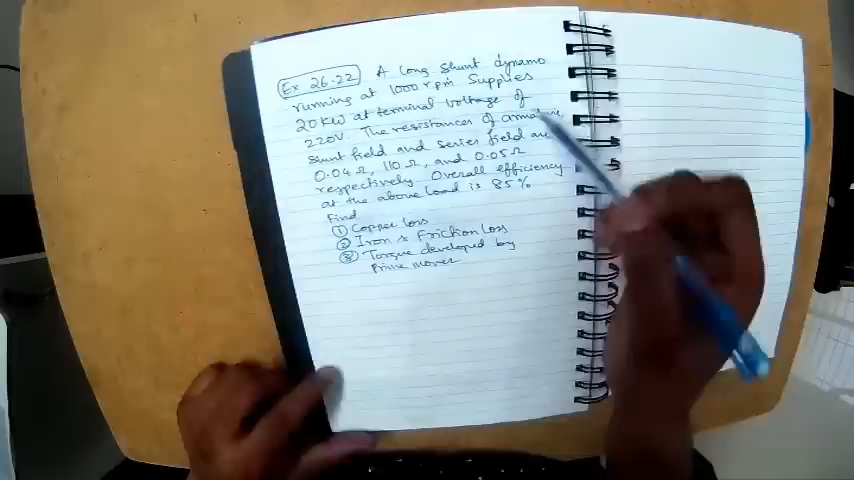 Ex 26.22 A long shunt dynamo
running at 1000 rpm supplies
20 KW at terminal voltage of
220V. The resistances of armature
shunt field and series field are
0.04 Ω, 110 Ω, and 0.05 Ω
respectively Overall efficiency
at the above Load is 85%
Find
① Copper loss
② Iron & Friction Loss
③ Torque developed by
Prime Mover